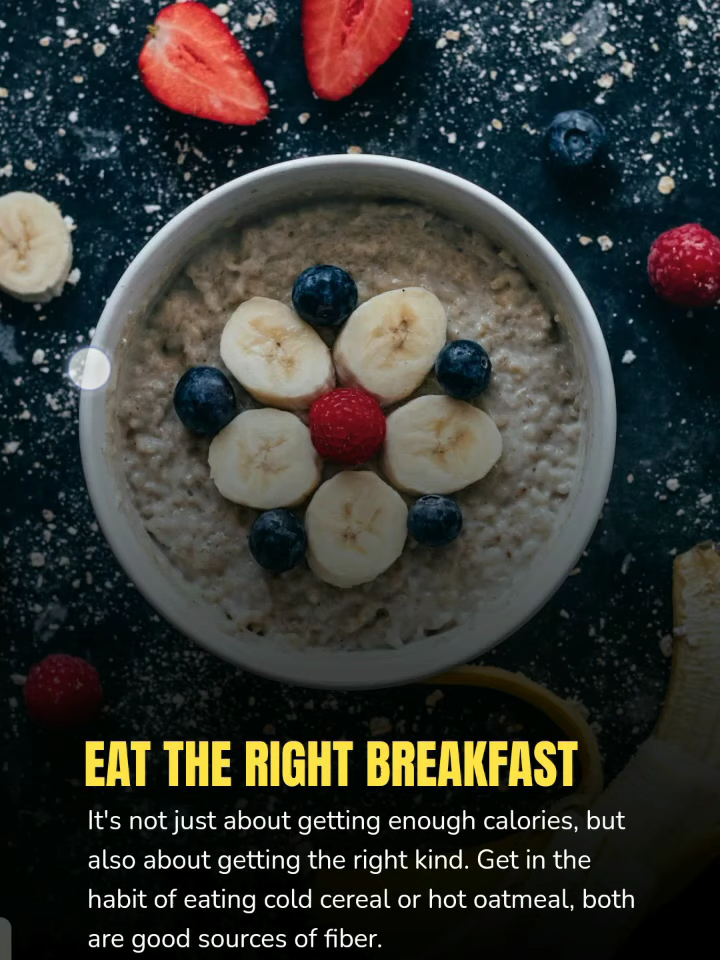 EAT THE RIGHT BREAKFAST
It's not just about getting enough calories, but
also about getting the right kind. Get in the
habit of eating cold cereal or hot oatmeal, both
are good sources of fiber.